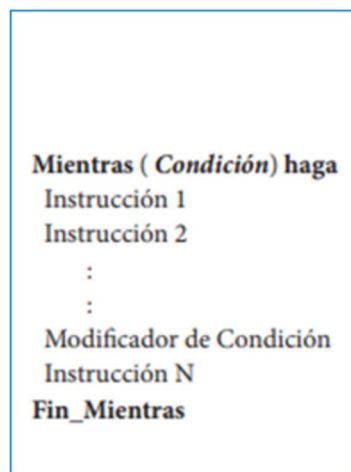 Mientras ( Condición) haga
Instrucción 1
Instrucción 2
:
:
Modificador de Condición
Instrucción N
Fin_Mientras